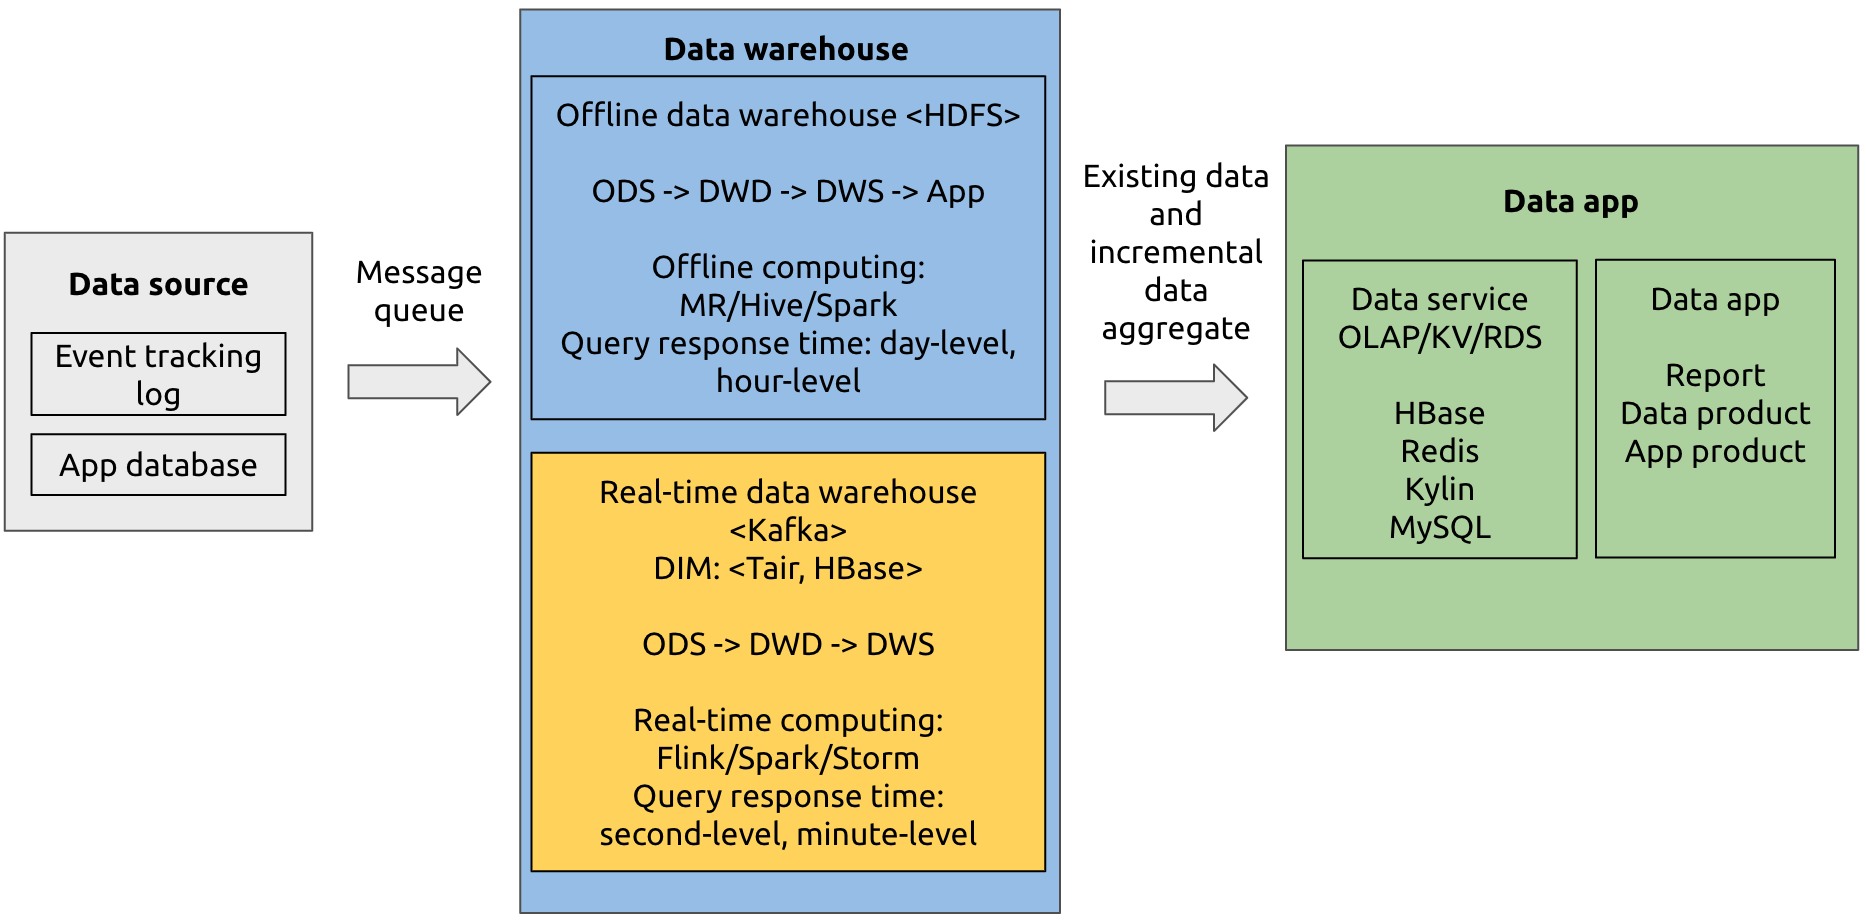 Data source
Event tracking
log
App database
Message
queue
Data warehouse
Offline data warehouse <HDFS>
ODS -> DWD -> DWS -> App
Offline computing:
MR/Hive/Spark
Query response time: day-level,
hour-level
Real-time data warehouse
<Kafka>
DIM: <Tair, HBase>
ODS -> DWD -> DWS
Real-time computing:
Flink/Spark/Storm
Query response time:
second-level, minute-level
Existing data
and
incremental
data
aggregate
Data app
Data service
OLAP/KV/RDS
HBase
Redis
Kylin
MySQL
Data app
Report
Data product
App product